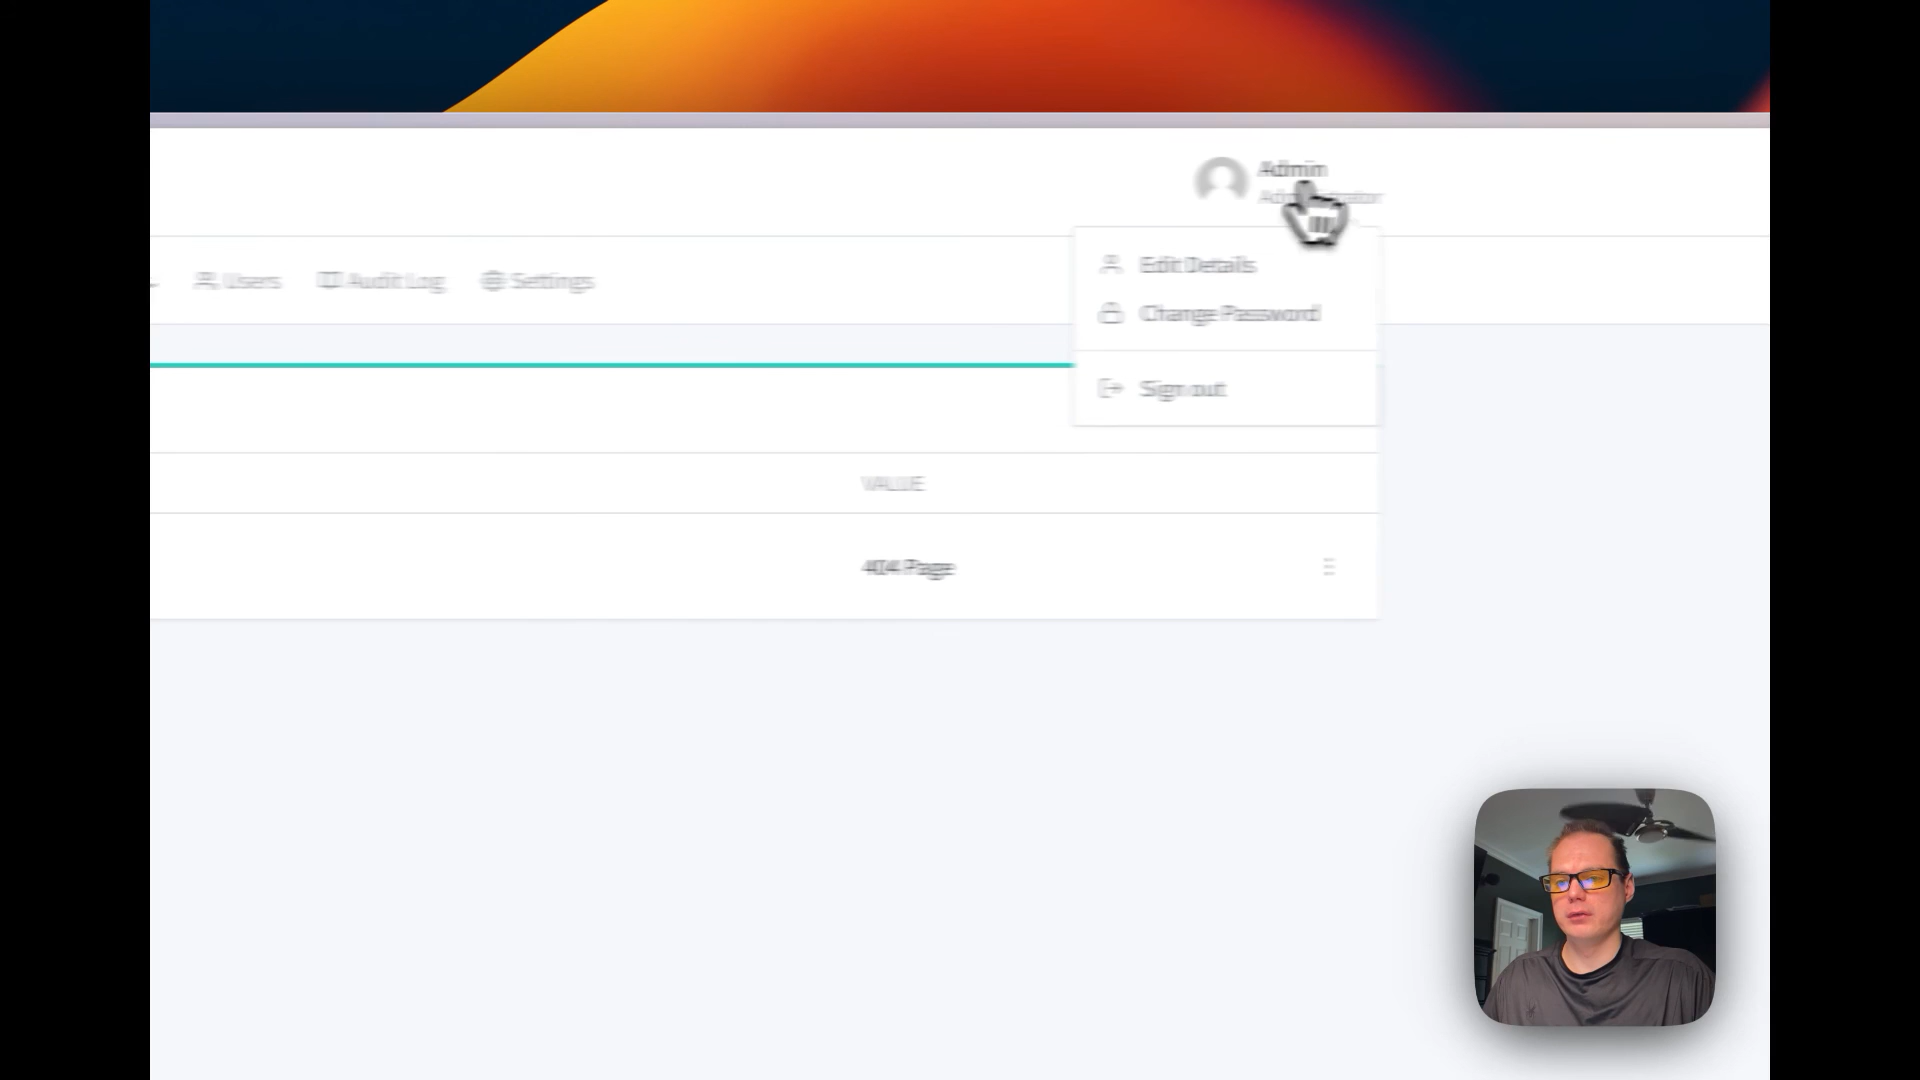 Admin
Administrator
Users Audit Log Settings
Edit Details
Change Password
Sign out
VALUE
404 Page